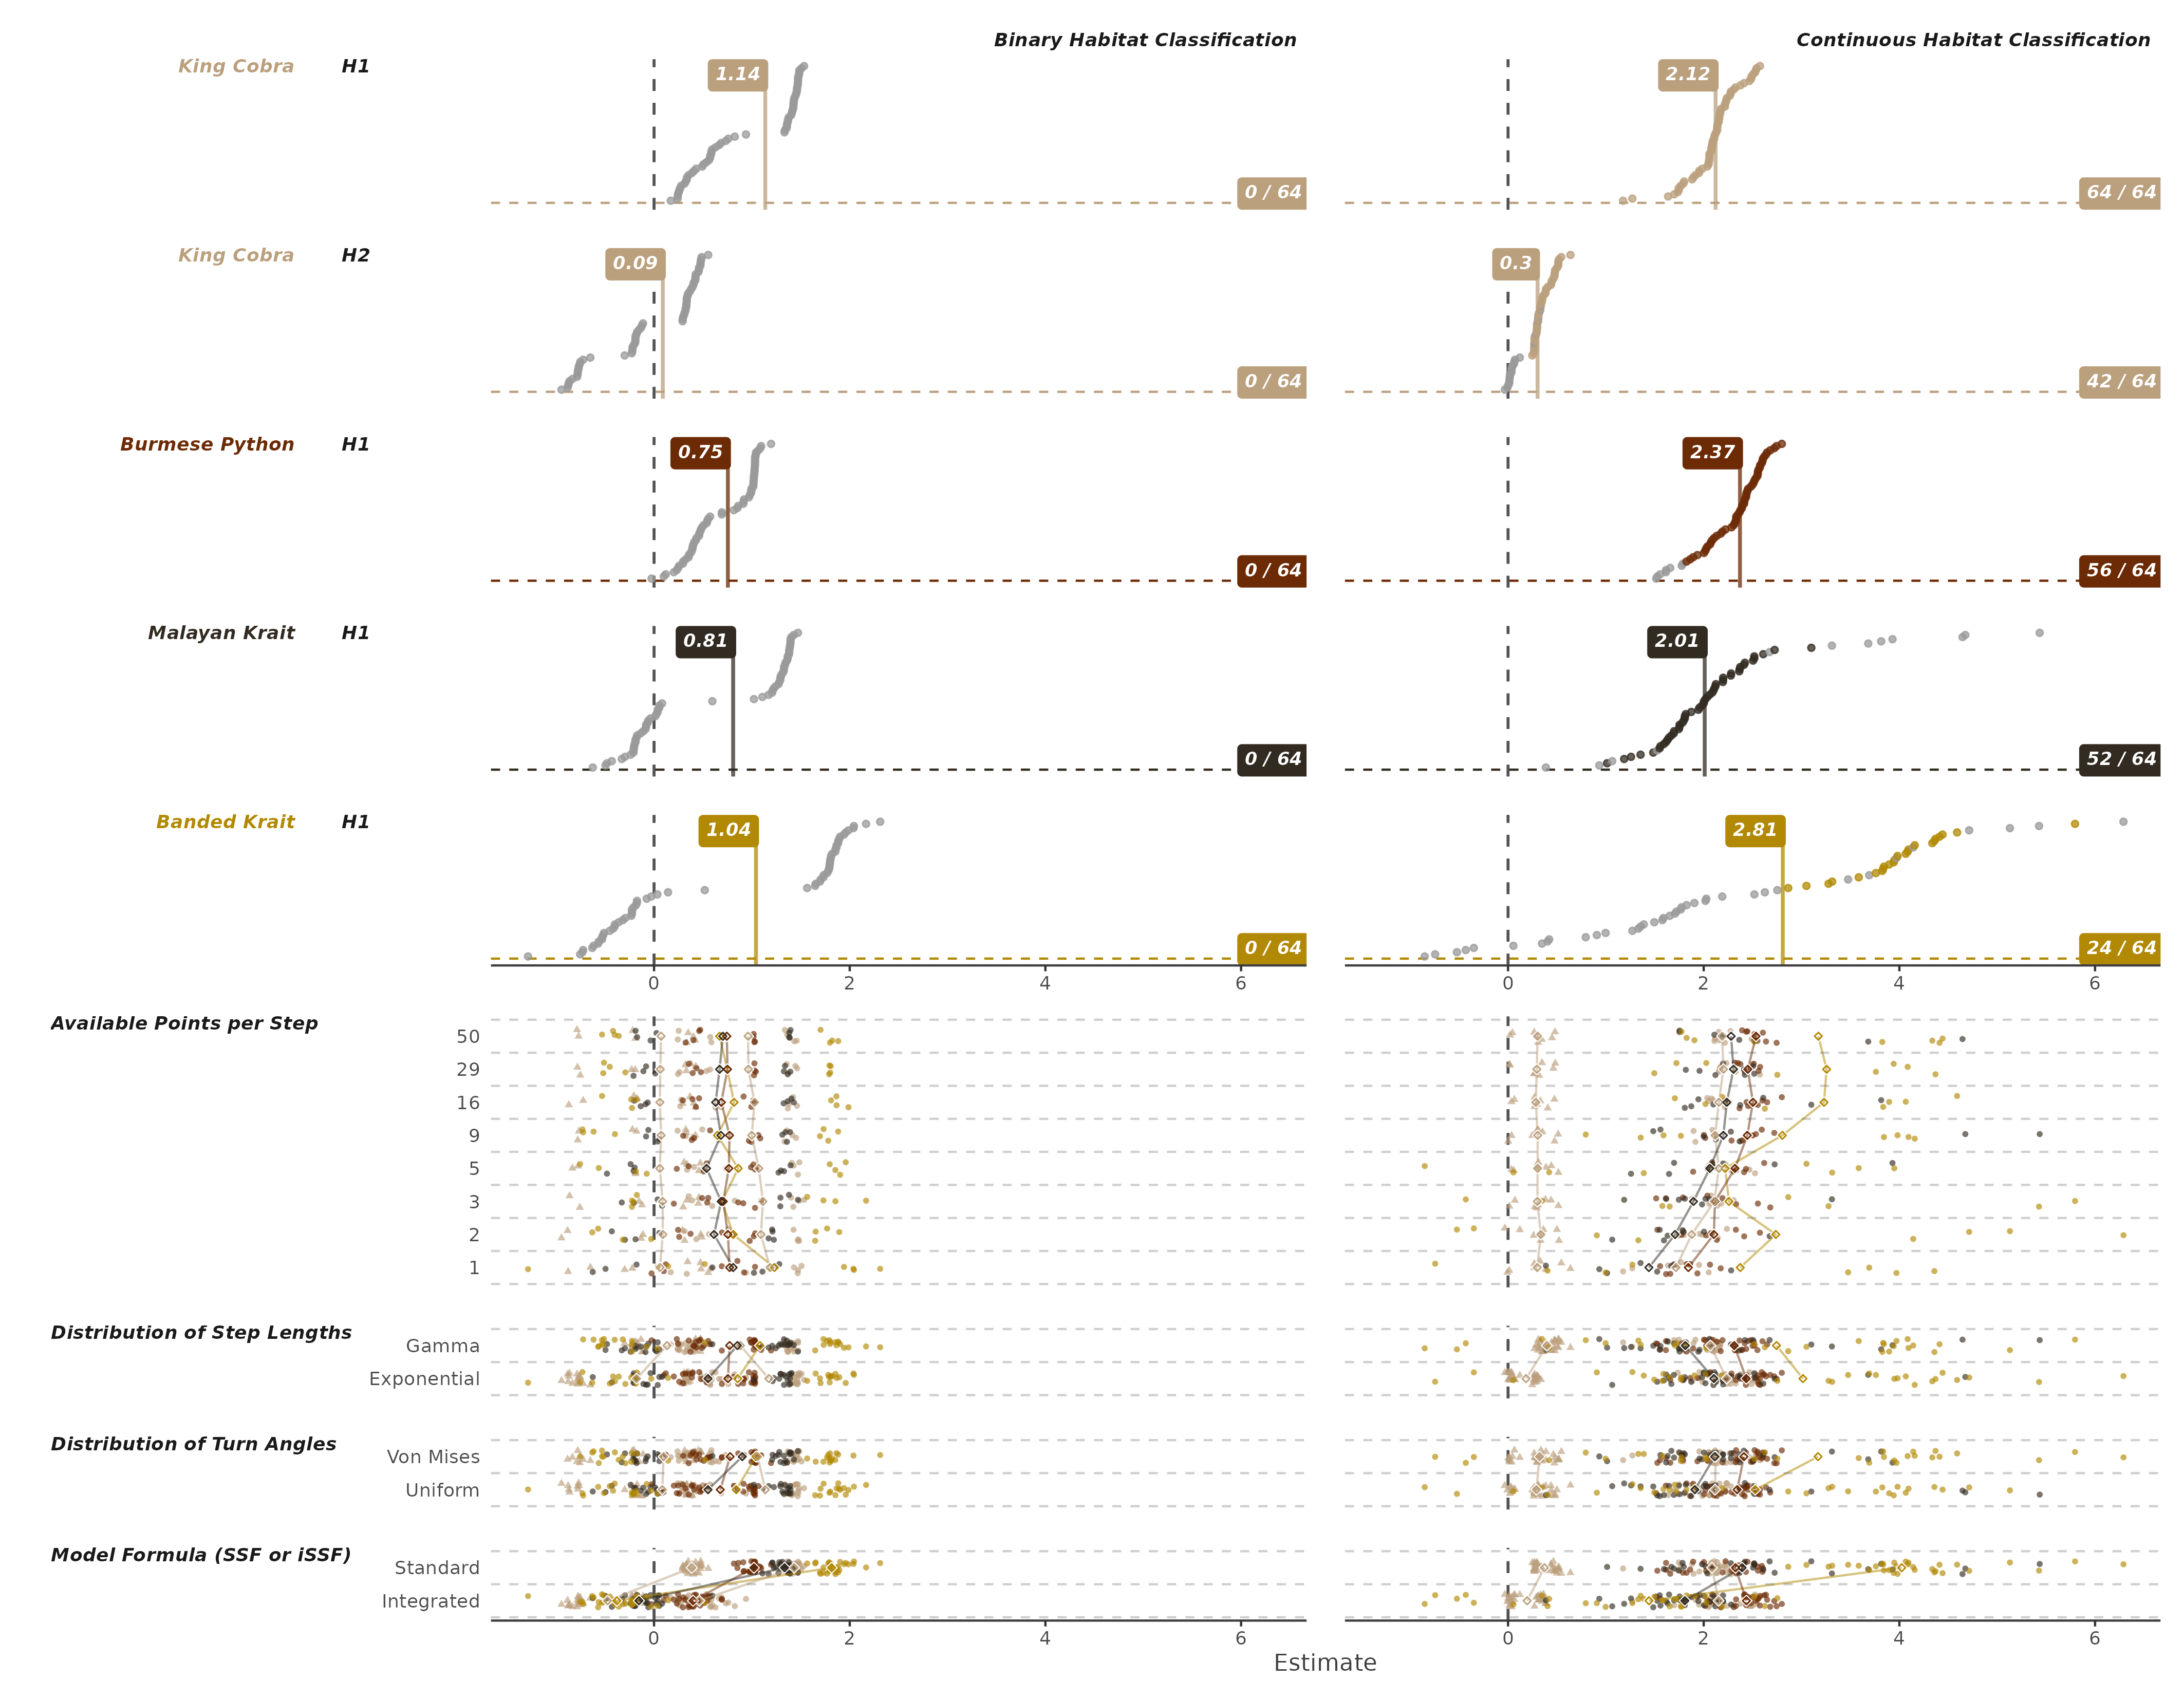 Binary Habitat Classification
Continuous Habitat Classification
King Cobra H1
1.14
0 / 64
2.12
64 / 64
King Cobra H2
0.09
0 / 64
0.3
42 / 64
Burmese Python H1
0.75
0 / 64
2.37
56 / 64
Malayan Krait H1
0.81
0 / 64
2.01
52 / 64
Banded Krait H1
1.04
0 / 64
2.81
24 / 64
0 2 4 6
0 2 4 6
Available Points per Step
50
29
16
9
5
3
2
1
Distribution of Step Lengths
Gamma
Exponential
Distribution of Turn Angles
Von Mises
Uniform
Model Formula (SSF or iSSF)
Standard
Integrated
0 2 4 6
0 2 4 6
Estimate